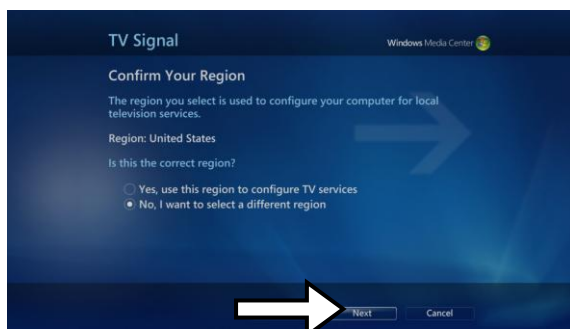 TV Signal
Windows Media Center
Confirm Your Region
The region you select is used to configure your computer for local
television services.
Region: United States
Is this the correct region?
Yes, use this region to configure TV services
No, I want to select a different region
Next
Cancel